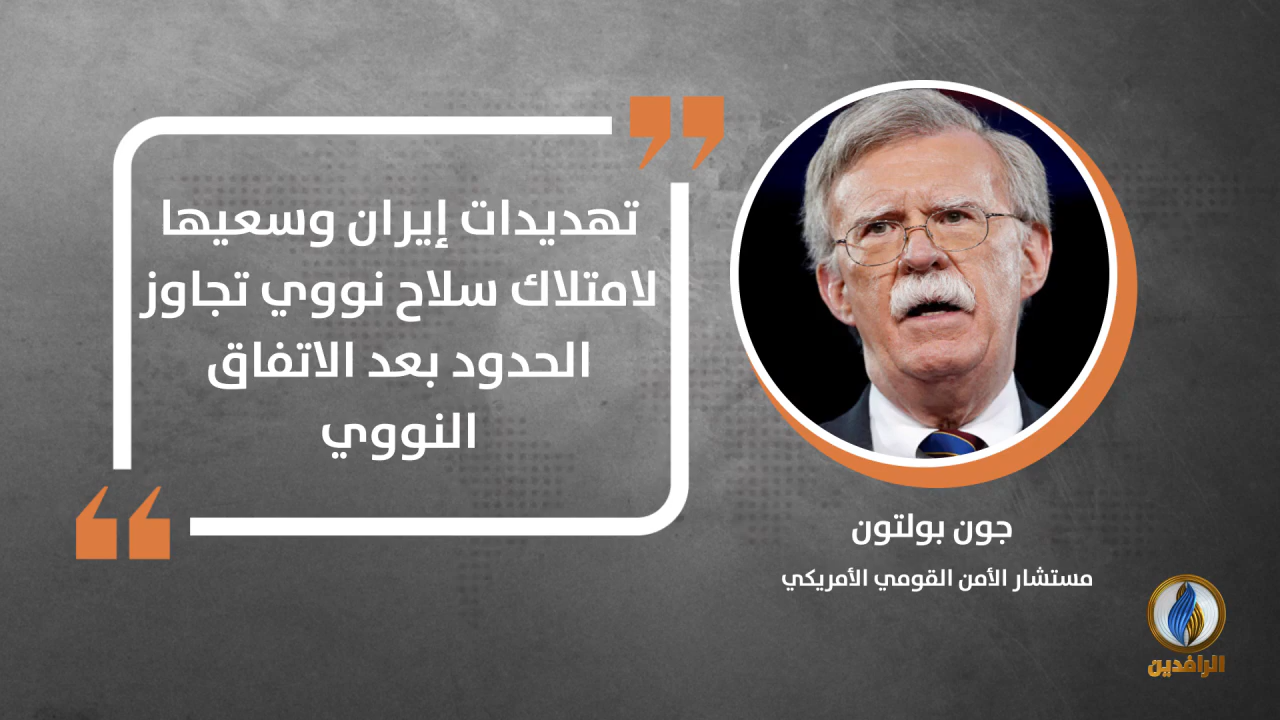 تهديدات إيران وسعيها
لامتلاك سلاح نووي تجاوز
الحدود بعد الاتفاق
النووي
جون بولتون
مستشار الأمن القومي الأمريكي
الرافدين